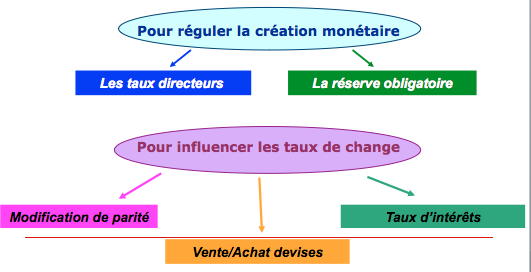 Pour réguler la création monétaire
Les taux directeurs
La réserve obligatoire
Pour influencer les taux de change
Modification de parité
Taux d'intérêts
Vente/Achat devises